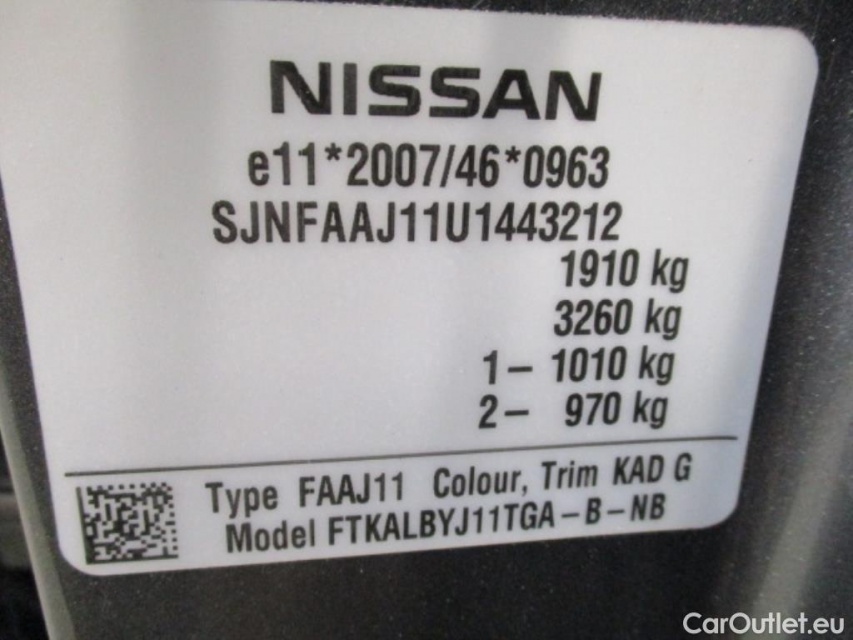 NISSAN
e11*2007/46*0963
SJNFAAJ11U1443212
1910 kg
3260 kg
1– 1010 kg
2– 970 kg
Type FAAJ11 Colour, Trim KAD G
Model FTKALBYJ11TGA–B–NB
CarOutlet.eu